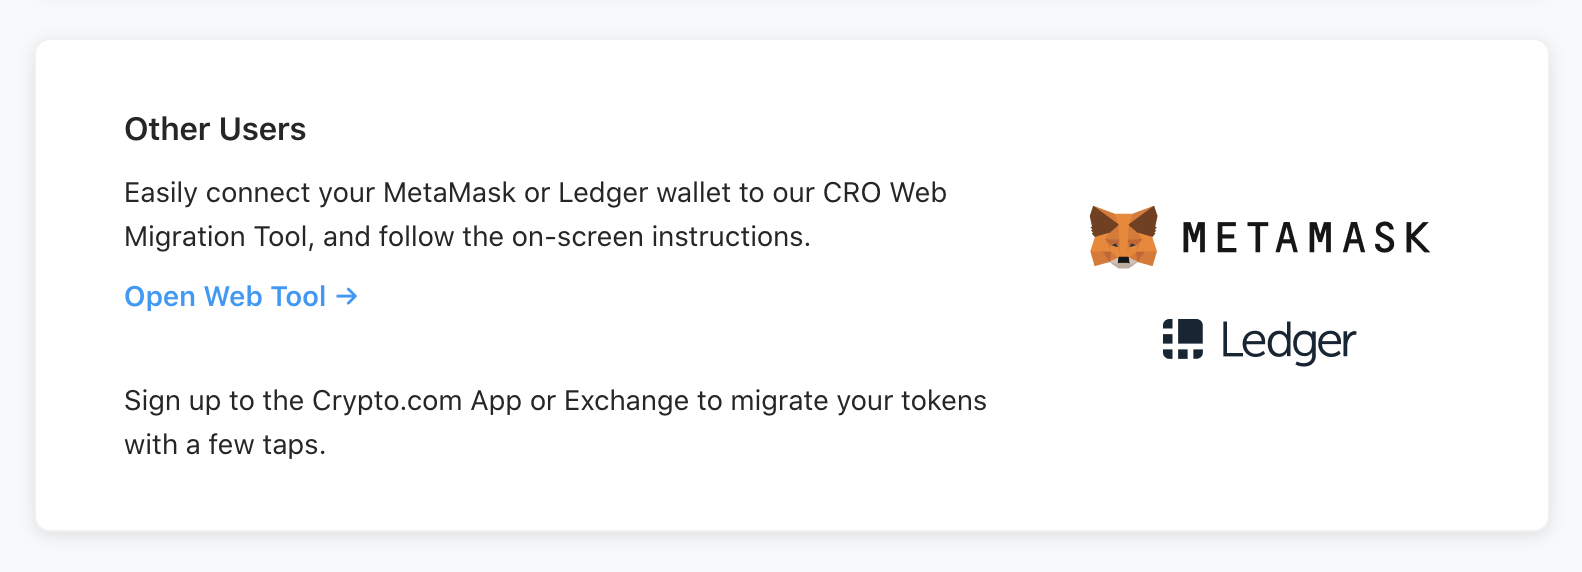 Other Users
Easily connect your MetaMask or Ledger wallet to our CRO Web
Migration Tool, and follow the on-screen instructions.
Open Web Tool →
Sign up to the Crypto.com App or Exchange to migrate your tokens
with a few taps.
METAMASK
Ledger